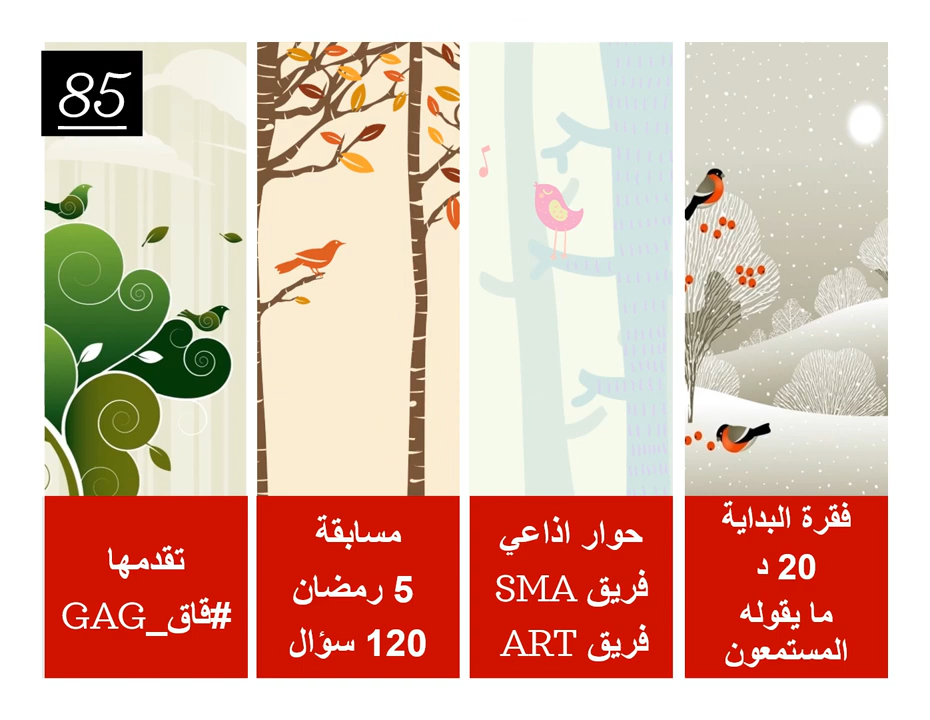 85
فقرة البداية
20 د
ما يقوله
المستمعون
حوار اذاعي
فريق SMA
فريق ART
مسابقة
5 رمضان
120 سؤال
تقدمها
#قاق_GAG